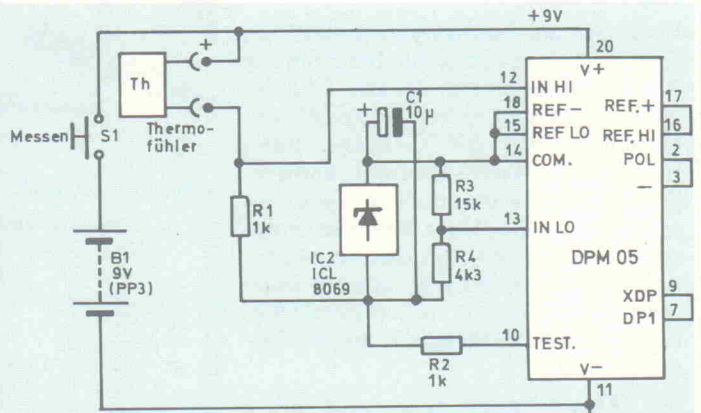 +9V
20
V+
Th
+
Thermo-
fühler
Messen
S1
B1
9V
(PP3)
R1
1k
+
C1
10µ
IC2
ICL
8069
R3
15k
R4
4k3
R2
1k
12
IN HI
18
REF-
15
REF LO
14
COM.
13
IN LO
10
TEST.
REF.+
17
REF.HI
16
POL
2
—
3
DPM 05
XDP
9
DP1
7
V-
11